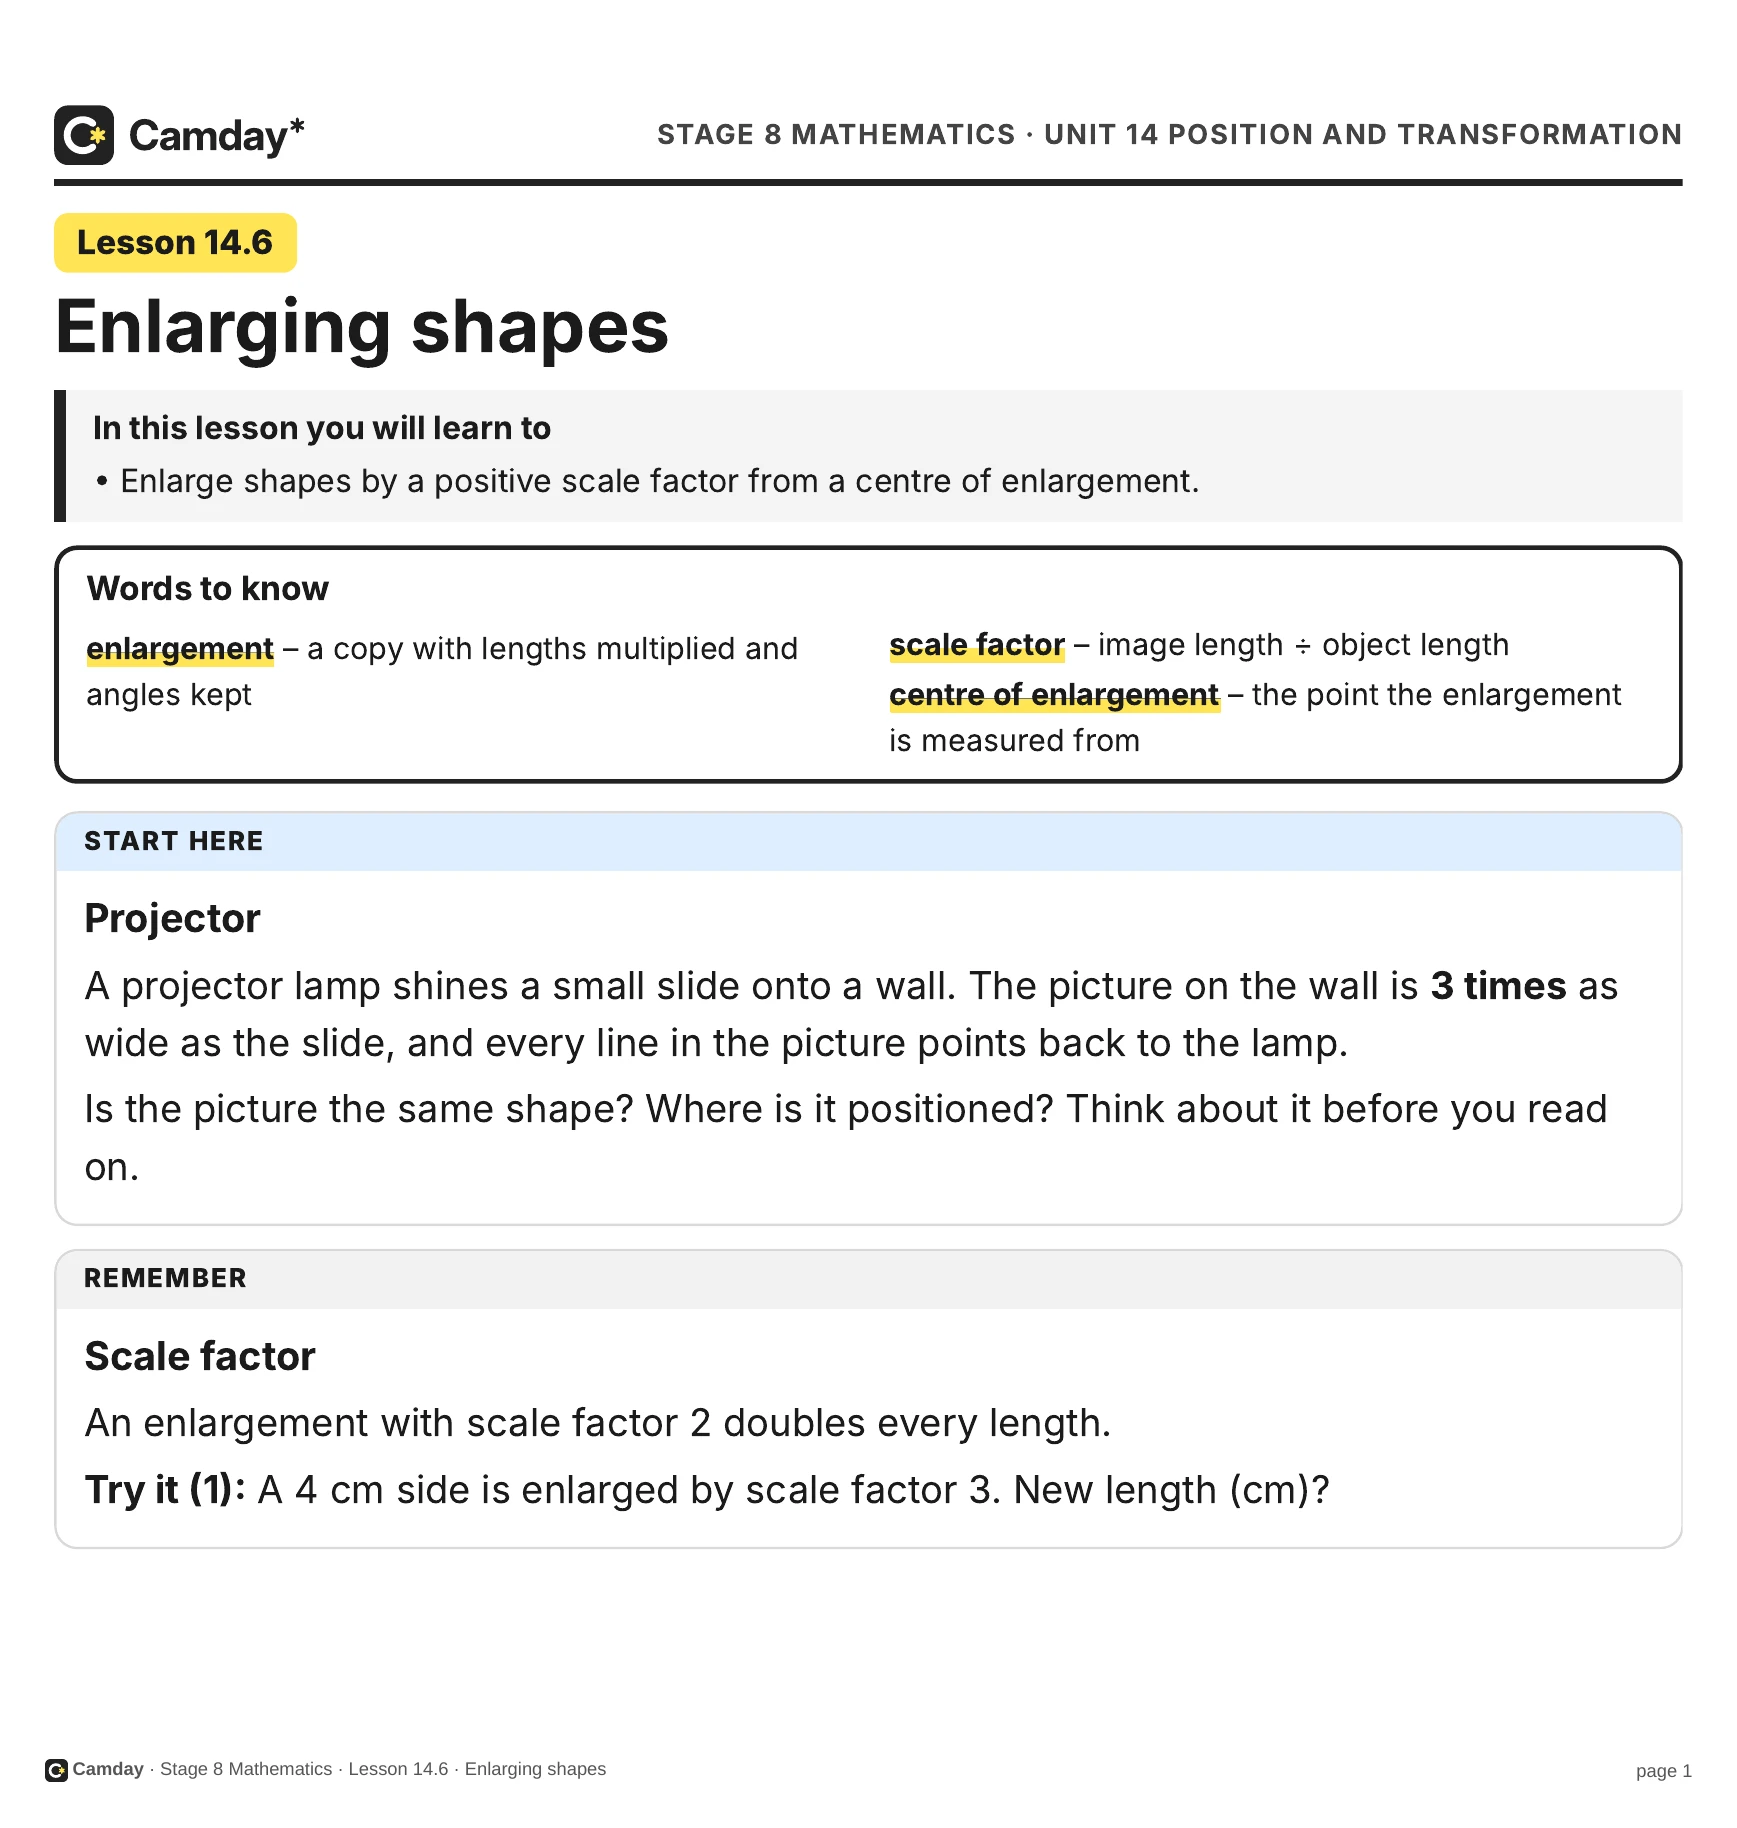 Camday*
STAGE 8 MATHEMATICS · UNIT 14 POSITION AND TRANSFORMATION
Lesson 14.6
Enlarging shapes
In this lesson you will learn to
• Enlarge shapes by a positive scale factor from a centre of enlargement.
Words to know
enlargement – a copy with lengths multiplied and
angles kept
scale factor – image length ÷ object length
centre of enlargement – the point the enlargement
is measured from
START HERE
Projector
A projector lamp shines a small slide onto a wall. The picture on the wall is 3 times as
wide as the slide, and every line in the picture points back to the lamp.
Is the picture the same shape? Where is it positioned? Think about it before you read
on.
REMEMBER
Scale factor
An enlargement with scale factor 2 doubles every length.
Try it (1): A 4 cm side is enlarged by scale factor 3. New length (cm)?
Camday · Stage 8 Mathematics · Lesson 14.6 · Enlarging shapes
page 1